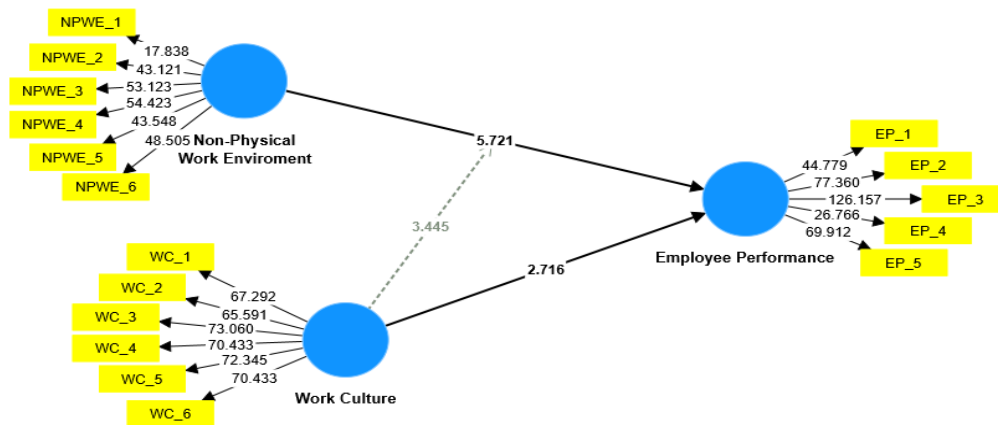 NPWE_1
17.838
NPWE_2
43.121
NPWE_3
53.123
NPWE_4
54.423
NPWE_5
43.548
NPWE_6
48.505
Non-Physical
Work Enviroment
5.721
3.445
2.716
WC_1
67.292
WC_2
65.591
WC_3
73.060
WC_4
70.433
WC_5
72.345
WC_6
70.433
Work Culture
EP_1
44.779
EP_2
77.360
EP_3
126.157
EP_4
26.766
EP_5
69.912
Employee Performance